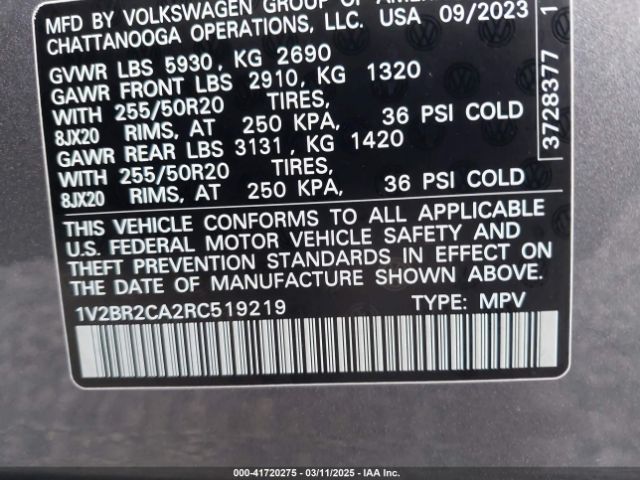 MFD BY VOLKSWAGEN GROUP OF
CHATTANOOGA OPERATIONS, LLC. USA 09/2023
GVWR LBS 5930, KG 2690
GAWR FRONT LBS 2910, KG 1320
WITH 255/50R20 TIRES,
8JX20 RIMS, AT 250 KPA, 36 PSI COLD
GAWR REAR LBS 3131, KG 1420
WITH 255/50R20 TIRES,
8JX20 RIMS, AT 250 KPA, 36 PSI COLD
THIS VEHICLE CONFORMS TO ALL APPLICABLE
U.S. FEDERAL MOTOR VEHICLE SAFETY AND
THEFT PREVENTION STANDARDS IN EFFECT ON
THE DATE OF MANUFACTURE SHOWN ABOVE.
1V2BR2CA2RC519219 TYPE: MPV
3728377 1
000-41720275 - 03/11/2025 - IAA Inc.